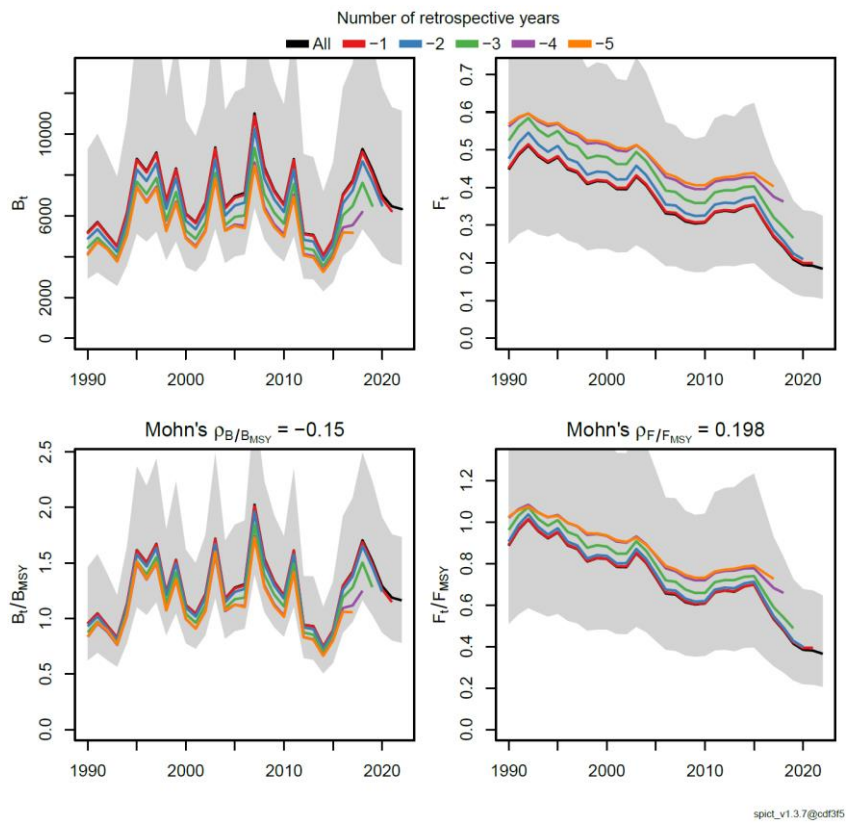 Number of retrospective years
All −1 −2 −3 −4 −5
Bt
0 2000 6000 10000
1990 2000 2010 2020
Ft
0.0 0.1 0.2 0.3 0.4 0.5 0.6 0.7
1990 2000 2010 2020
Mohn's ρB/BMSY = −0.15
Bt/BMSY
0.0 0.5 1.0 1.5 2.0 2.5
1990 2000 2010 2020
Mohn's ρF/FMSY = 0.198
Ft/FMSY
0.0 0.2 0.4 0.6 0.8 1.0 1.2
1990 2000 2010 2020
spict_v1.3.7@cdf3f5